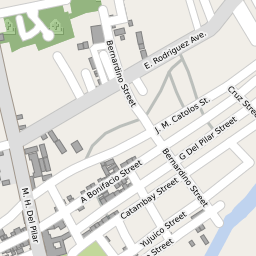 Bernardino Street
E. Rodriguez Ave.
Cruz Street
J. M. Catolos St.
G Del Pilar Street
Bernardino Street
A Bonifacio Street
M. H. Del Pilar
Catambay Street
Yujuico Street